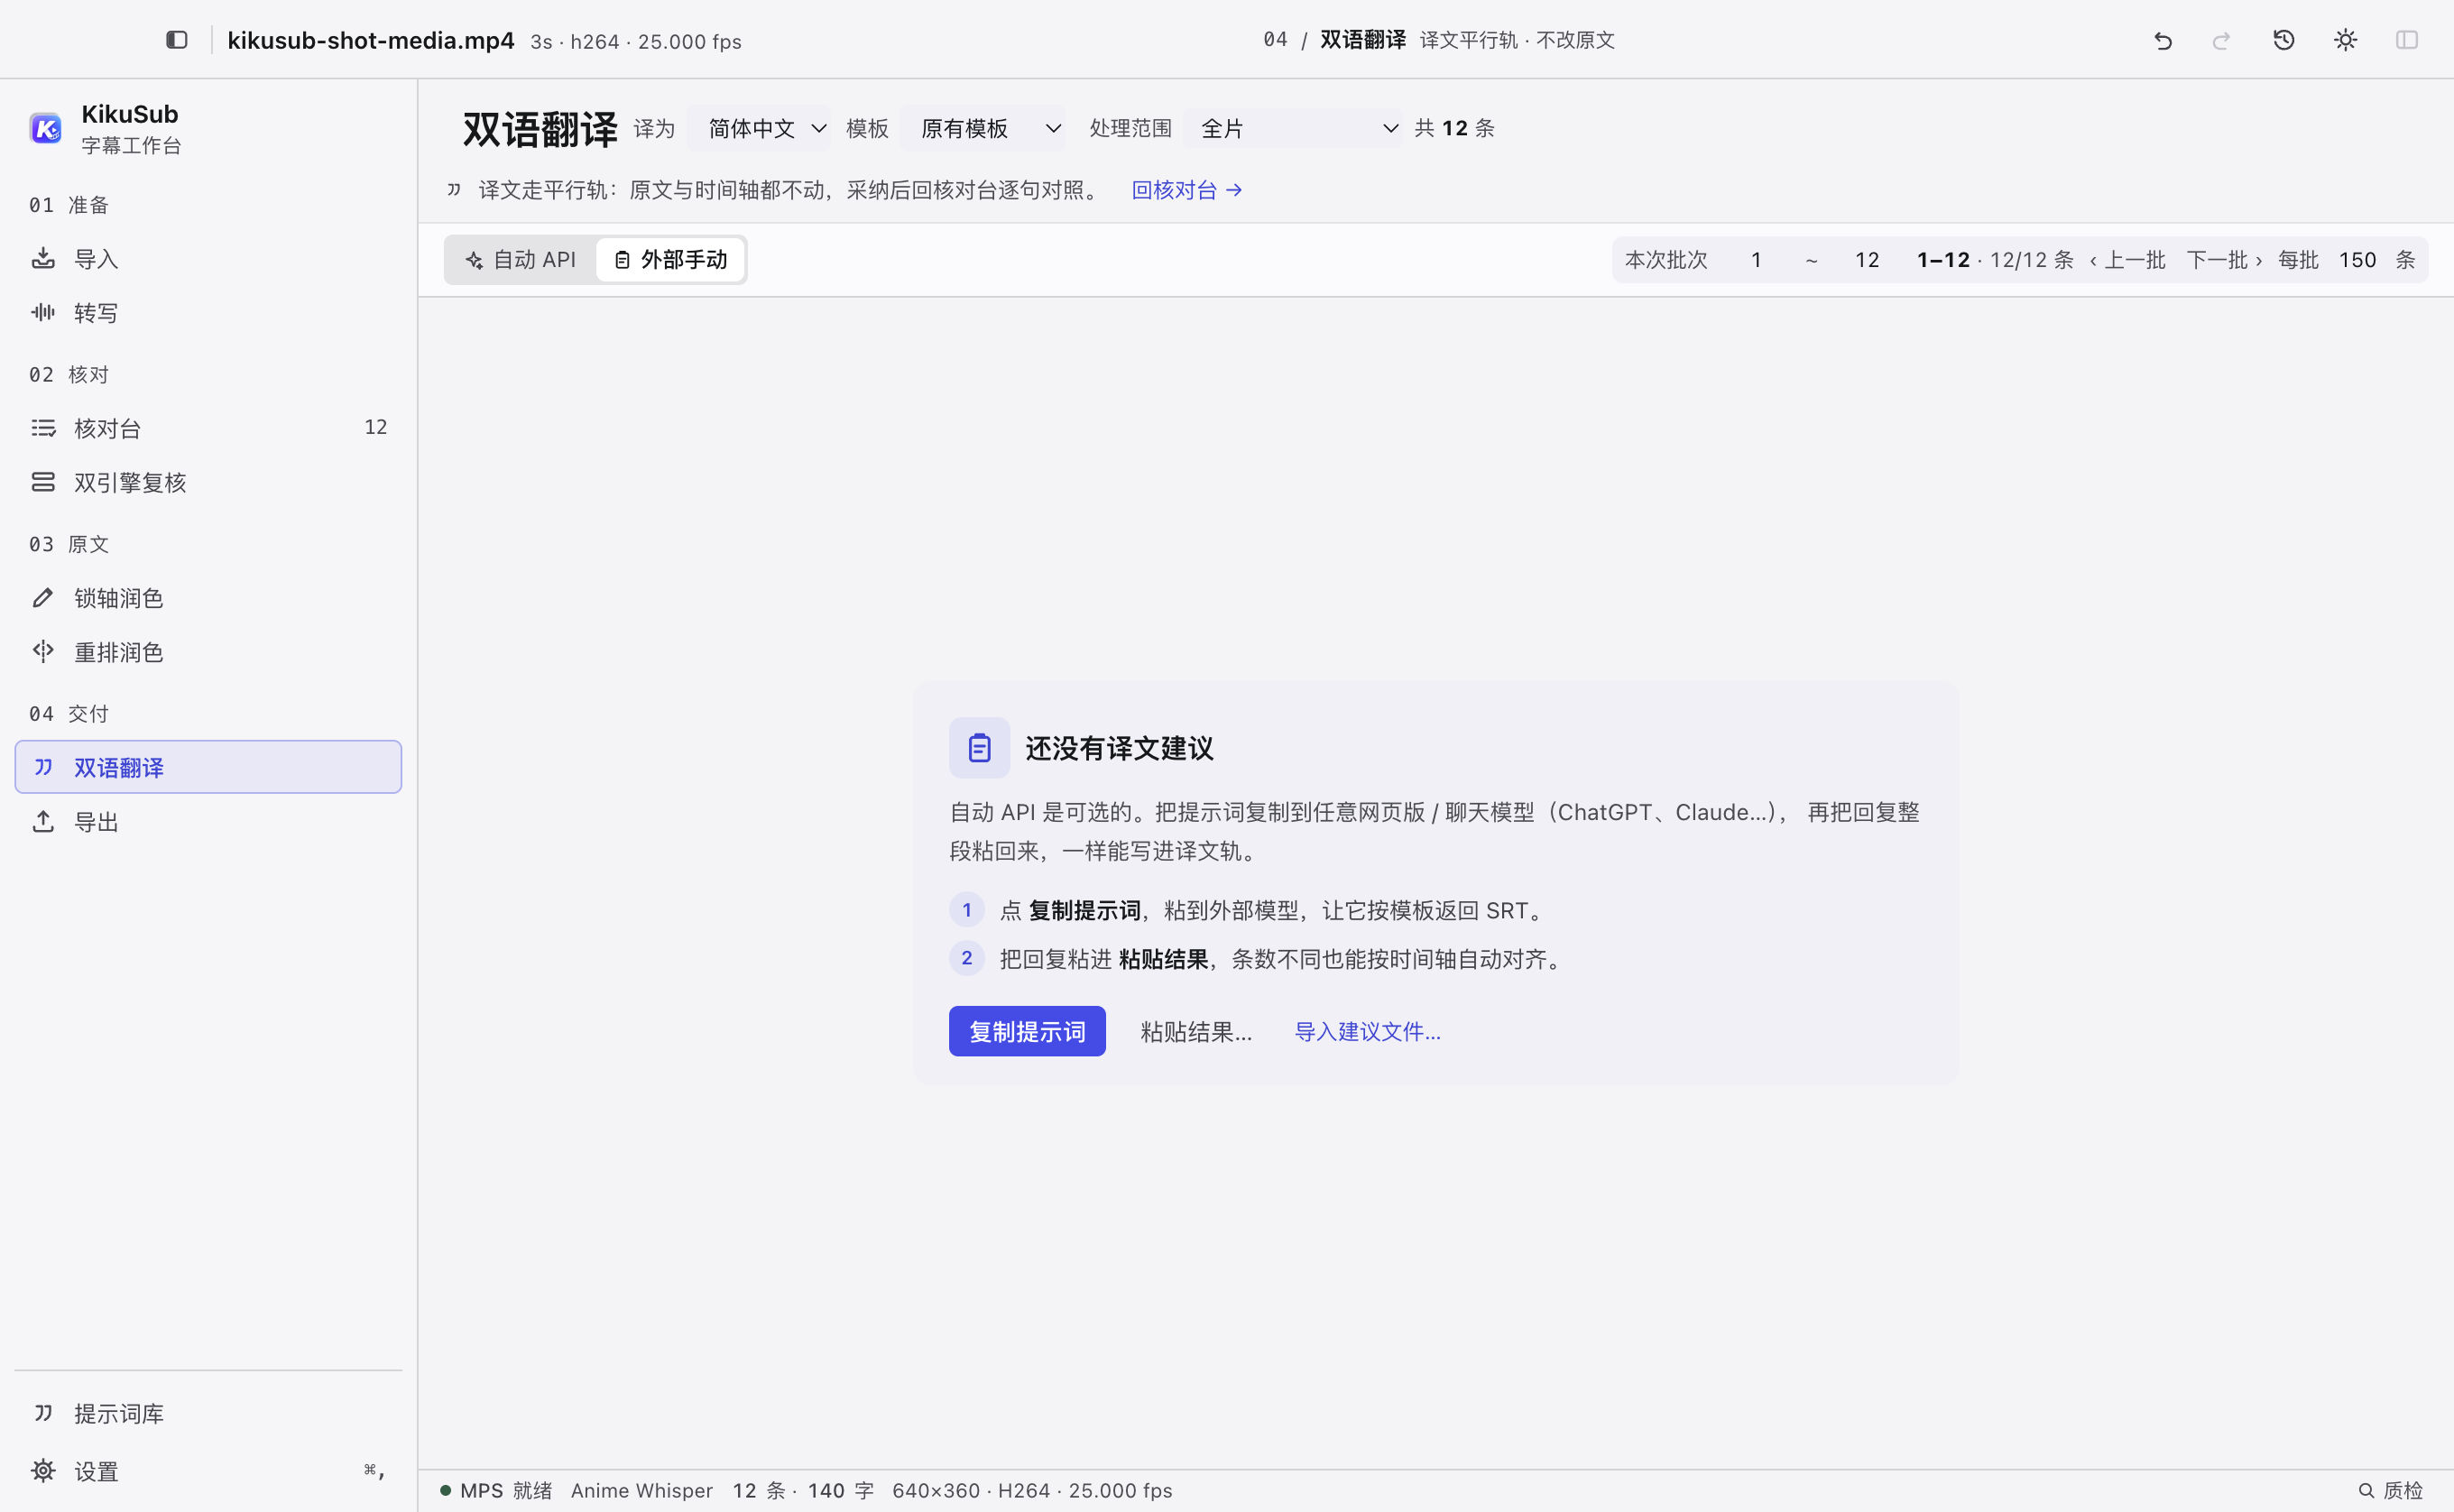 kikusub-shot-media.mp4 3s · h264 · 25.000 fps
04 / 双语翻译 译文平行轨 · 不改原文
KikuSub
字幕工作台
01 准备
导入
转写
02 核对
核对台 12
双引擎复核
03 原文
锁轴润色
重排润色
04 交付
双语翻译
导出
提示词库
设置 ⌘,
双语翻译 译为 简体中文 模板 原有模板 处理范围 全片 共 12 条
译文走平行轨：原文与时间轴都不动，采纳后回核对台逐句对照。 回核对台 →
自动 API 外部手动
本次批次 1 ~ 12 1–12 · 12/12 条 ‹ 上一批 下一批 › 每批 150 条
还没有译文建议
自动 API 是可选的。把提示词复制到任意网页版 / 聊天模型（ChatGPT、Claude…）， 再把回复整
段粘回来，一样能写进译文轨。
1 点 复制提示词，粘到外部模型，让它按模板返回 SRT。
2 把回复粘进 粘贴结果，条数不同也能按时间轴自动对齐。
复制提示词 粘贴结果… 导入建议文件…
MPS 就绪 Anime Whisper 12 条 · 140 字 640×360 · H264 · 25.000 fps
质检